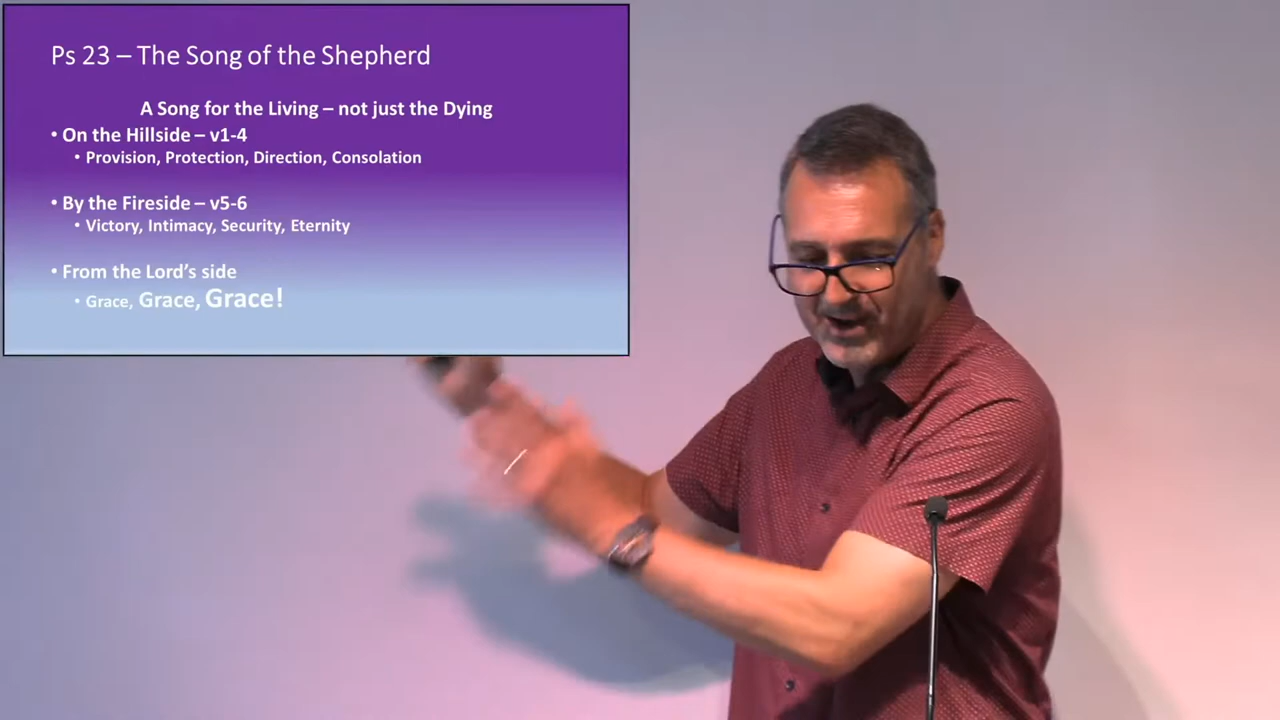 Ps 23 – The Song of the Shepherd
A Song for the Living – not just the Dying
• On the Hillside – v1-4
• Provision, Protection, Direction, Consolation
• By the Fireside – v5-6
• Victory, Intimacy, Security, Eternity
• From the Lord's side
• Grace, Grace, Grace!